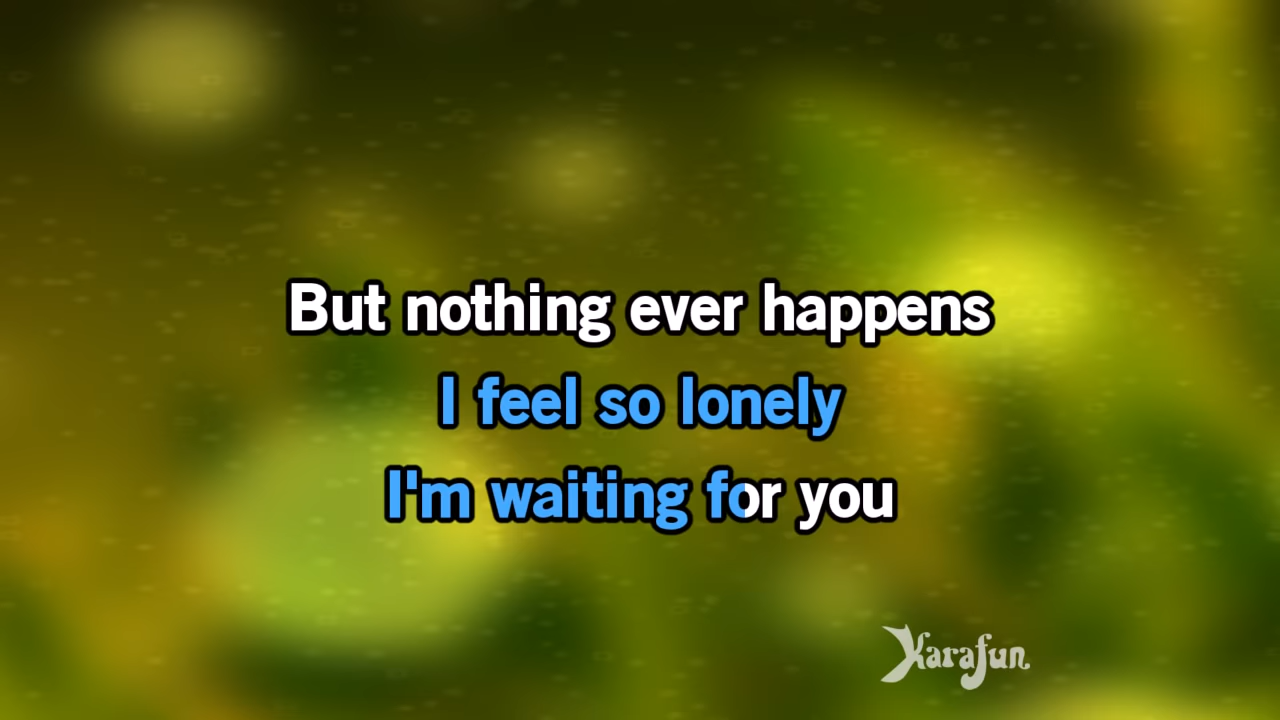 But nothing ever happens
I feel so lonely
I'm waiting for you
Karafun